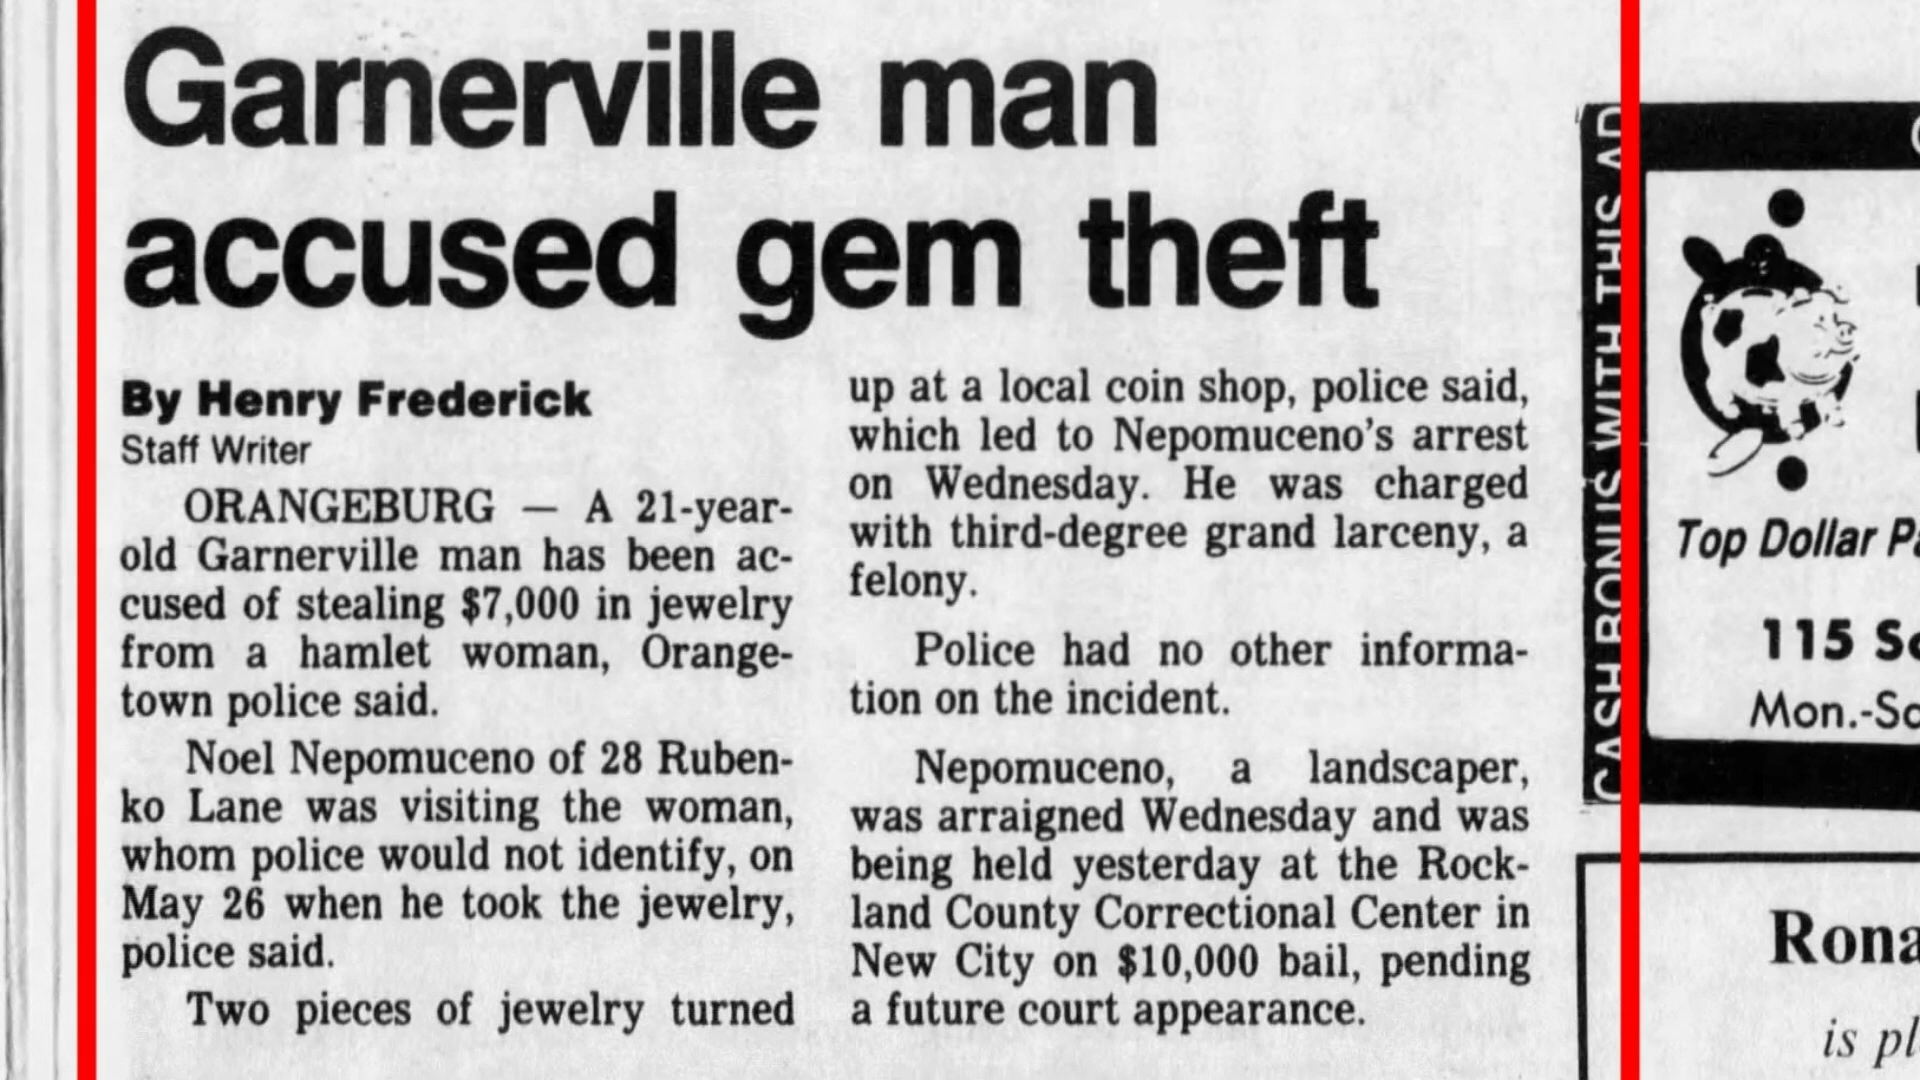 Garnerville man
accused gem theft
By Henry Frederick
Staff Writer
ORANGEBURG — A 21-year-
old Garnerville man has been ac-
cused of stealing $7,000 in jewelry
from a hamlet woman, Orange-
town police said.
Noel Nepomuceno of 28 Ruben-
ko Lane was visiting the woman,
whom police would not identify, on
May 26 when he took the jewelry,
police said.
Two pieces of jewelry turned
up at a local coin shop, police said,
which led to Nepomuceno's arrest
on Wednesday. He was charged
with third-degree grand larceny, a
felony.
Police had no other informa-
tion on the incident.
Nepomuceno, a landscaper,
was arraigned Wednesday and was
being held yesterday at the Rock-
land County Correctional Center in
New City on $10,000 bail, pending
a future court appearance.
CASH BONUS WITH THIS AD
Top Dollar Pa
115 So
Mon.-Sa
Rona
is pl